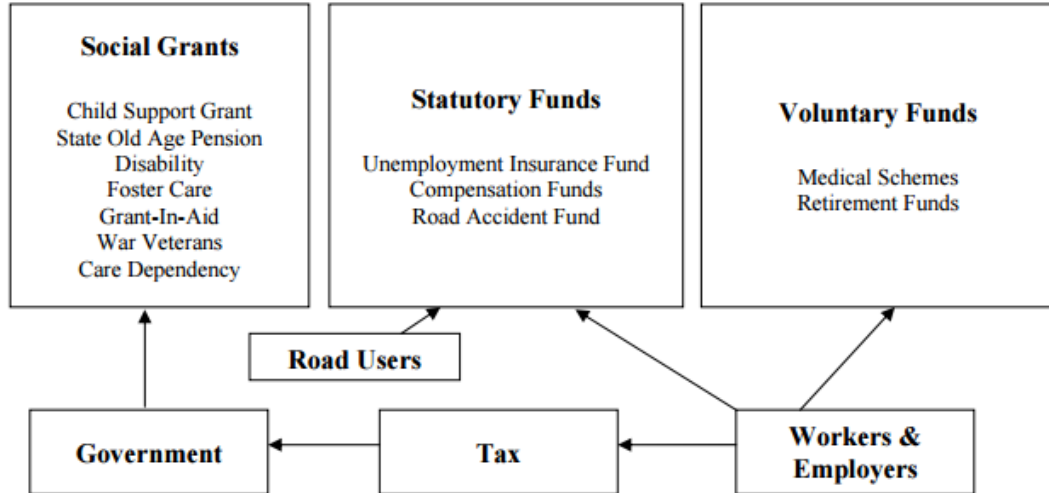 Social Grants
Child Support Grant
State Old Age Pension
Disability
Foster Care
Grant-In-Aid
War Veterans
Care Dependency
Statutory Funds
Unemployment Insurance Fund
Compensation Funds
Road Accident Fund
Voluntary Funds
Medical Schemes
Retirement Funds
Road Users
Government
Tax
Workers &
Employers